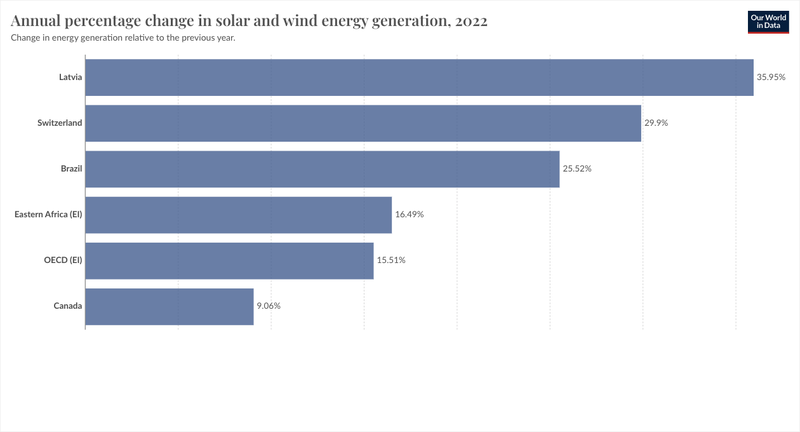 Annual percentage change in solar and wind energy generation, 2022
Change in energy generation relative to the previous year.
Our World
in Data
Latvia 35.95%
Switzerland 29.9%
Brazil 25.52%
Eastern Africa (EI) 16.49%
OECD (EI) 15.51%
Canada 9.06%